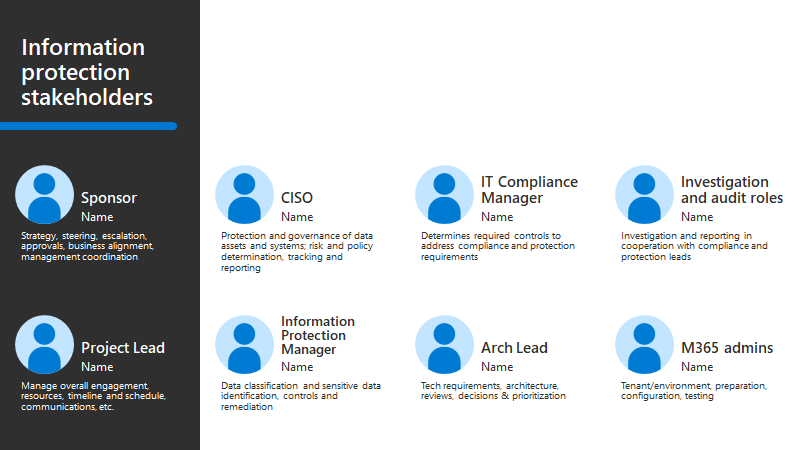 Information
protection
stakeholders
Sponsor
Name
Strategy, steering, escalation,
approvals, business alignment,
management coordination
CISO
Name
Protection and governance of data
assets and systems; risk and policy
determination, tracking and
reporting
IT Compliance
Manager
Name
Determines required controls to
address compliance and protection
requirements
Investigation
and audit roles
Name
Investigation and reporting in
cooperation with compliance and
protection leads
Project Lead
Name
Manage overall engagement,
resources, timeline and schedule,
communications, etc.
Information
Protection
Manager
Name
Data classification and sensitive data
identification, controls and
remediation
Arch Lead
Name
Tech requirements, architecture,
reviews, decisions & prioritization
M365 admins
Name
Tenant/environment, preparation,
configuration, testing